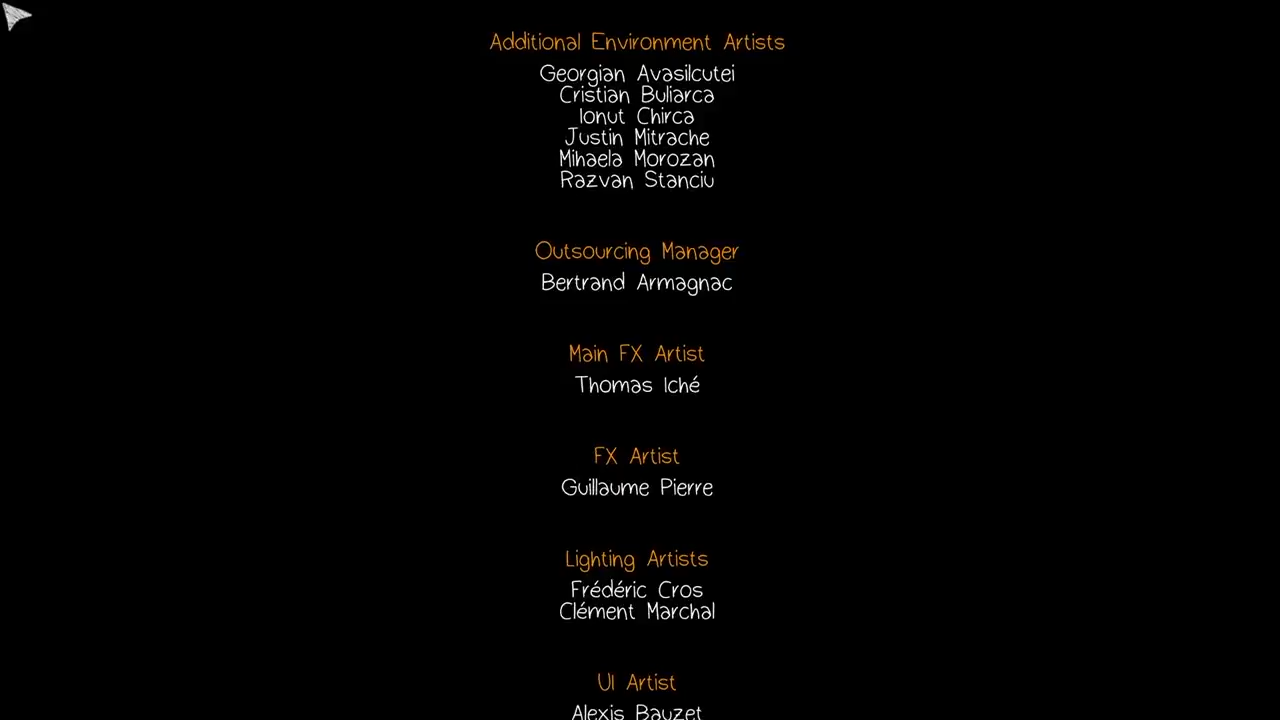 Additional Environment Artists
Georgian Avasilcutei
Cristian Buliarca
Ionut Chirca
Justin Mitrache
Mihaela Morozan
Razvan Stanciu
Outsourcing Manager
Bertrand Armagnac
Main FX Artist
Thomas Iché
FX Artist
Guillaume Pierre
Lighting Artists
Frédéric Cros
Clément Marchal
UI Artist
Alexis Bauzet